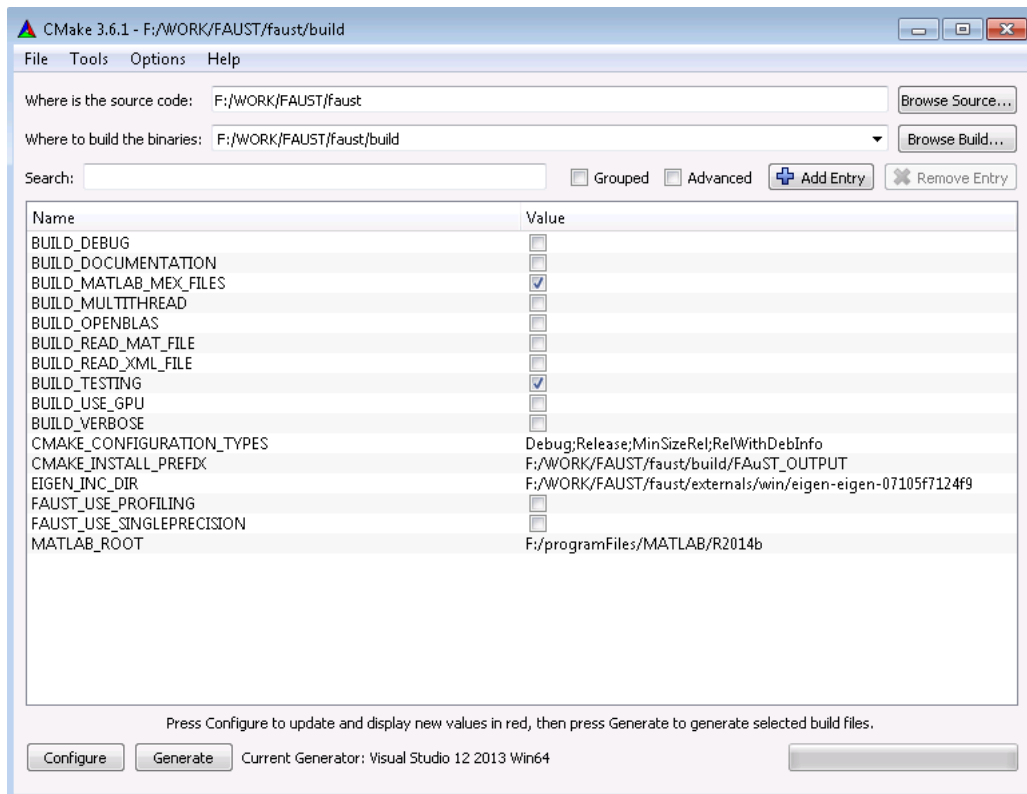 CMake 3.6.1 - F:/WORK/FAUST/faust/build
File Tools Options Help
Where is the source code: F:/WORK/FAUST/faust Browse Source...
Where to build the binaries: F:/WORK/FAUST/faust/build Browse Build...
Search: Grouped Advanced Add Entry Remove Entry
Name Value
BUILD_DEBUG
BUILD_DOCUMENTATION
BUILD_MATLAB_MEX_FILES
BUILD_MULTITHREAD
BUILD_OPENBLAS
BUILD_READ_MAT_FILE
BUILD_READ_XML_FILE
BUILD_TESTING
BUILD_USE_GPU
BUILD_VERBOSE
CMAKE_CONFIGURATION_TYPES Debug;Release;MinSizeRel;RelWithDebInfo
CMAKE_INSTALL_PREFIX F:/WORK/FAUST/faust/build/FAuST_OUTPUT
EIGEN_INC_DIR F:/WORK/FAUST/faust/externals/win/eigen-eigen-07105f7124f9
FAUST_USE_PROFILING
FAUST_USE_SINGLEPRECISION
MATLAB_ROOT F:/programFiles/MATLAB/R2014b
Press Configure to update and display new values in red, then press Generate to generate selected build files.
Configure Generate Current Generator: Visual Studio 12 2013 Win64